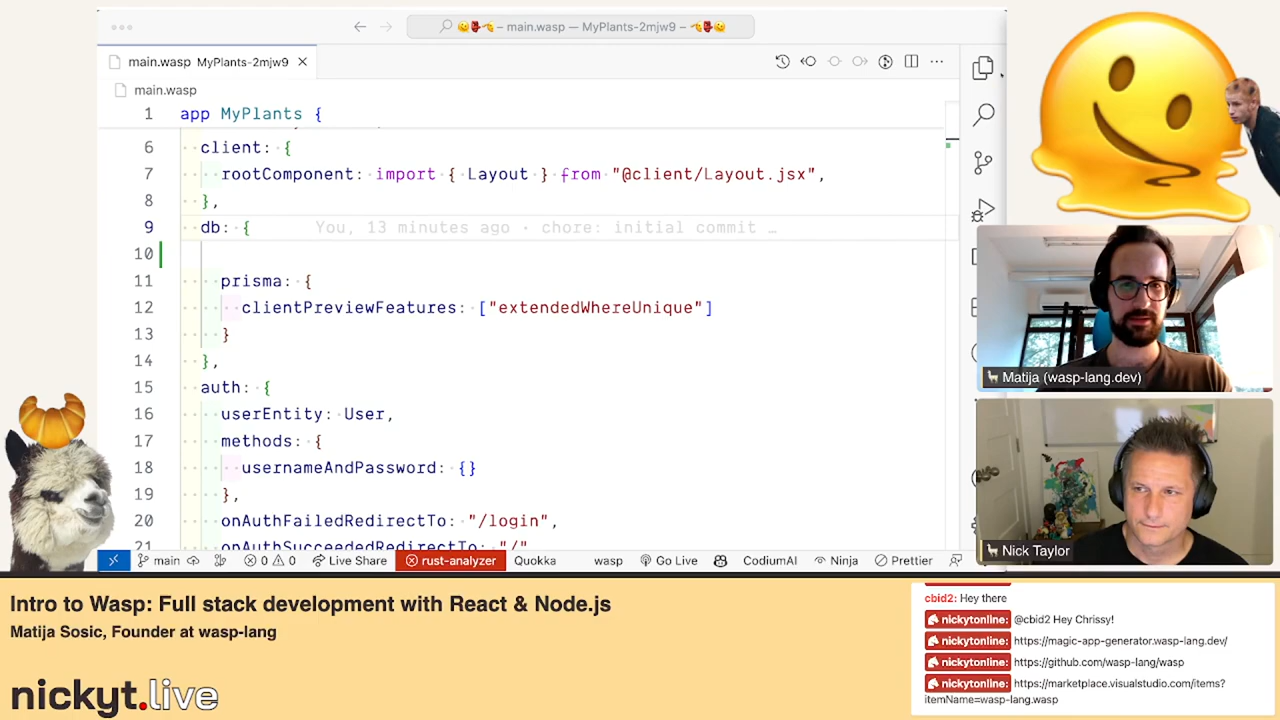 – main.wasp — MyPlants-2mjw9 –
main.wasp MyPlants-2mjw9
main.wasp
1 app MyPlants {
6 client: {
7 rootComponent: import { Layout } from "@client/Layout.jsx",
8 },
9 db: { You, 13 minutes ago • chore: initial commit …
10
11 prisma: {
12 clientPreviewFeatures: ["extendedWhereUnique"]
13 }
14 },
15 auth: {
16 userEntity: User,
17 methods: {
18 usernameAndPassword: {}
19 },
20 onAuthFailedRedirectTo: "/login",
21 onAuthSucceededRedirectTo: "/"
main 0 0 Live Share rust-analyzer Quokka wasp Go Live CodiumAI Ninja Prettier
Matija (wasp-lang.dev)
Nick Taylor
Intro to Wasp: Full stack development with React & Node.js
Matija Sosic, Founder at wasp-lang
nickyt.live
cbid2: Hey there
nickytonline: @cbid2 Hey Chrissy!
nickytonline: https://magic-app-generator.wasp-lang.dev/
nickytonline: https://github.com/wasp-lang/wasp
nickytonline: https://marketplace.visualstudio.com/items?
itemName=wasp-lang.wasp